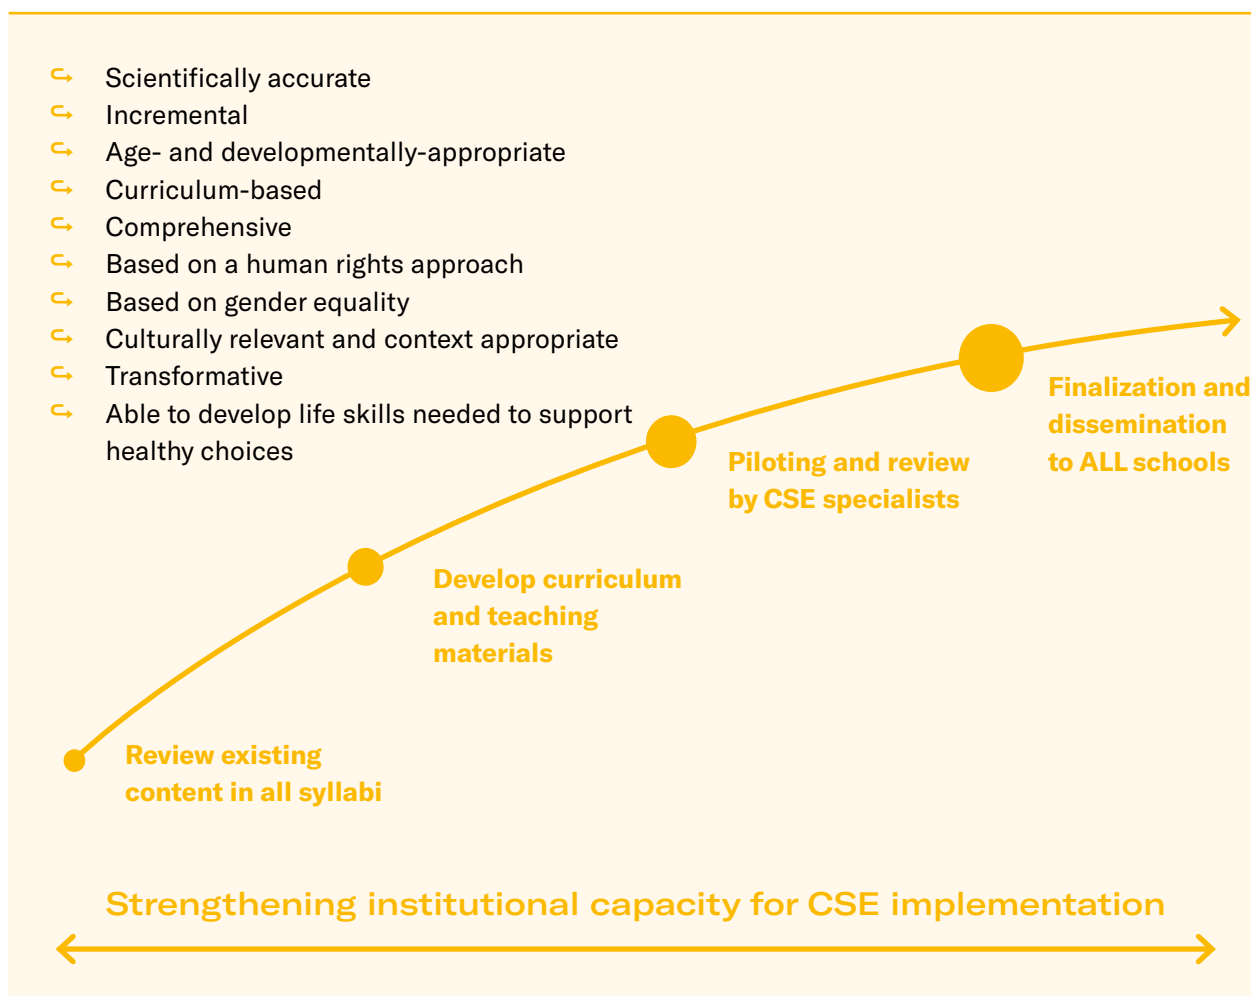 Scientifically accurate
Incremental
Age- and developmentally-appropriate
Curriculum-based
Comprehensive
Based on a human rights approach
Based on gender equality
Culturally relevant and context appropriate
Transformative
Able to develop life skills needed to support
healthy choices
Finalization and
dissemination
to ALL schools
Piloting and review
by CSE specialists
Develop curriculum
and teaching
materials
Review existing
content in all syllabi
Strengthening institutional capacity for CSE implementation